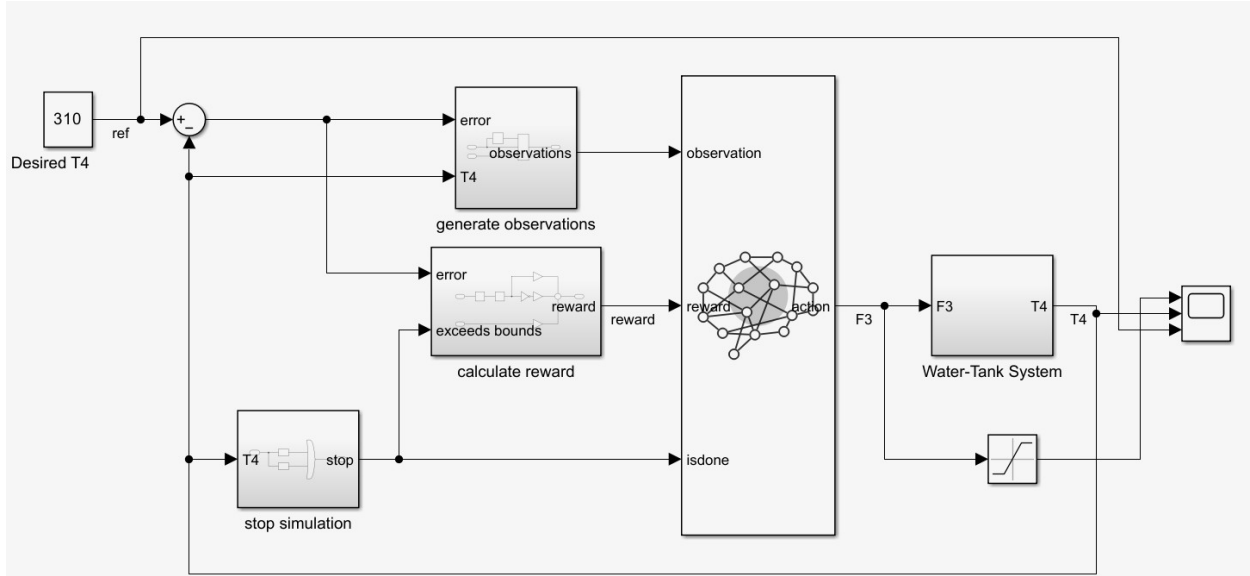 310
ref
Desired T4
+
−
error
observations
T4
generate observations
error
reward
exceeds bounds
calculate reward
reward
T4
stop
stop simulation
observation
reward
action
isdone
F3
F3
T4
T4
Water-Tank System